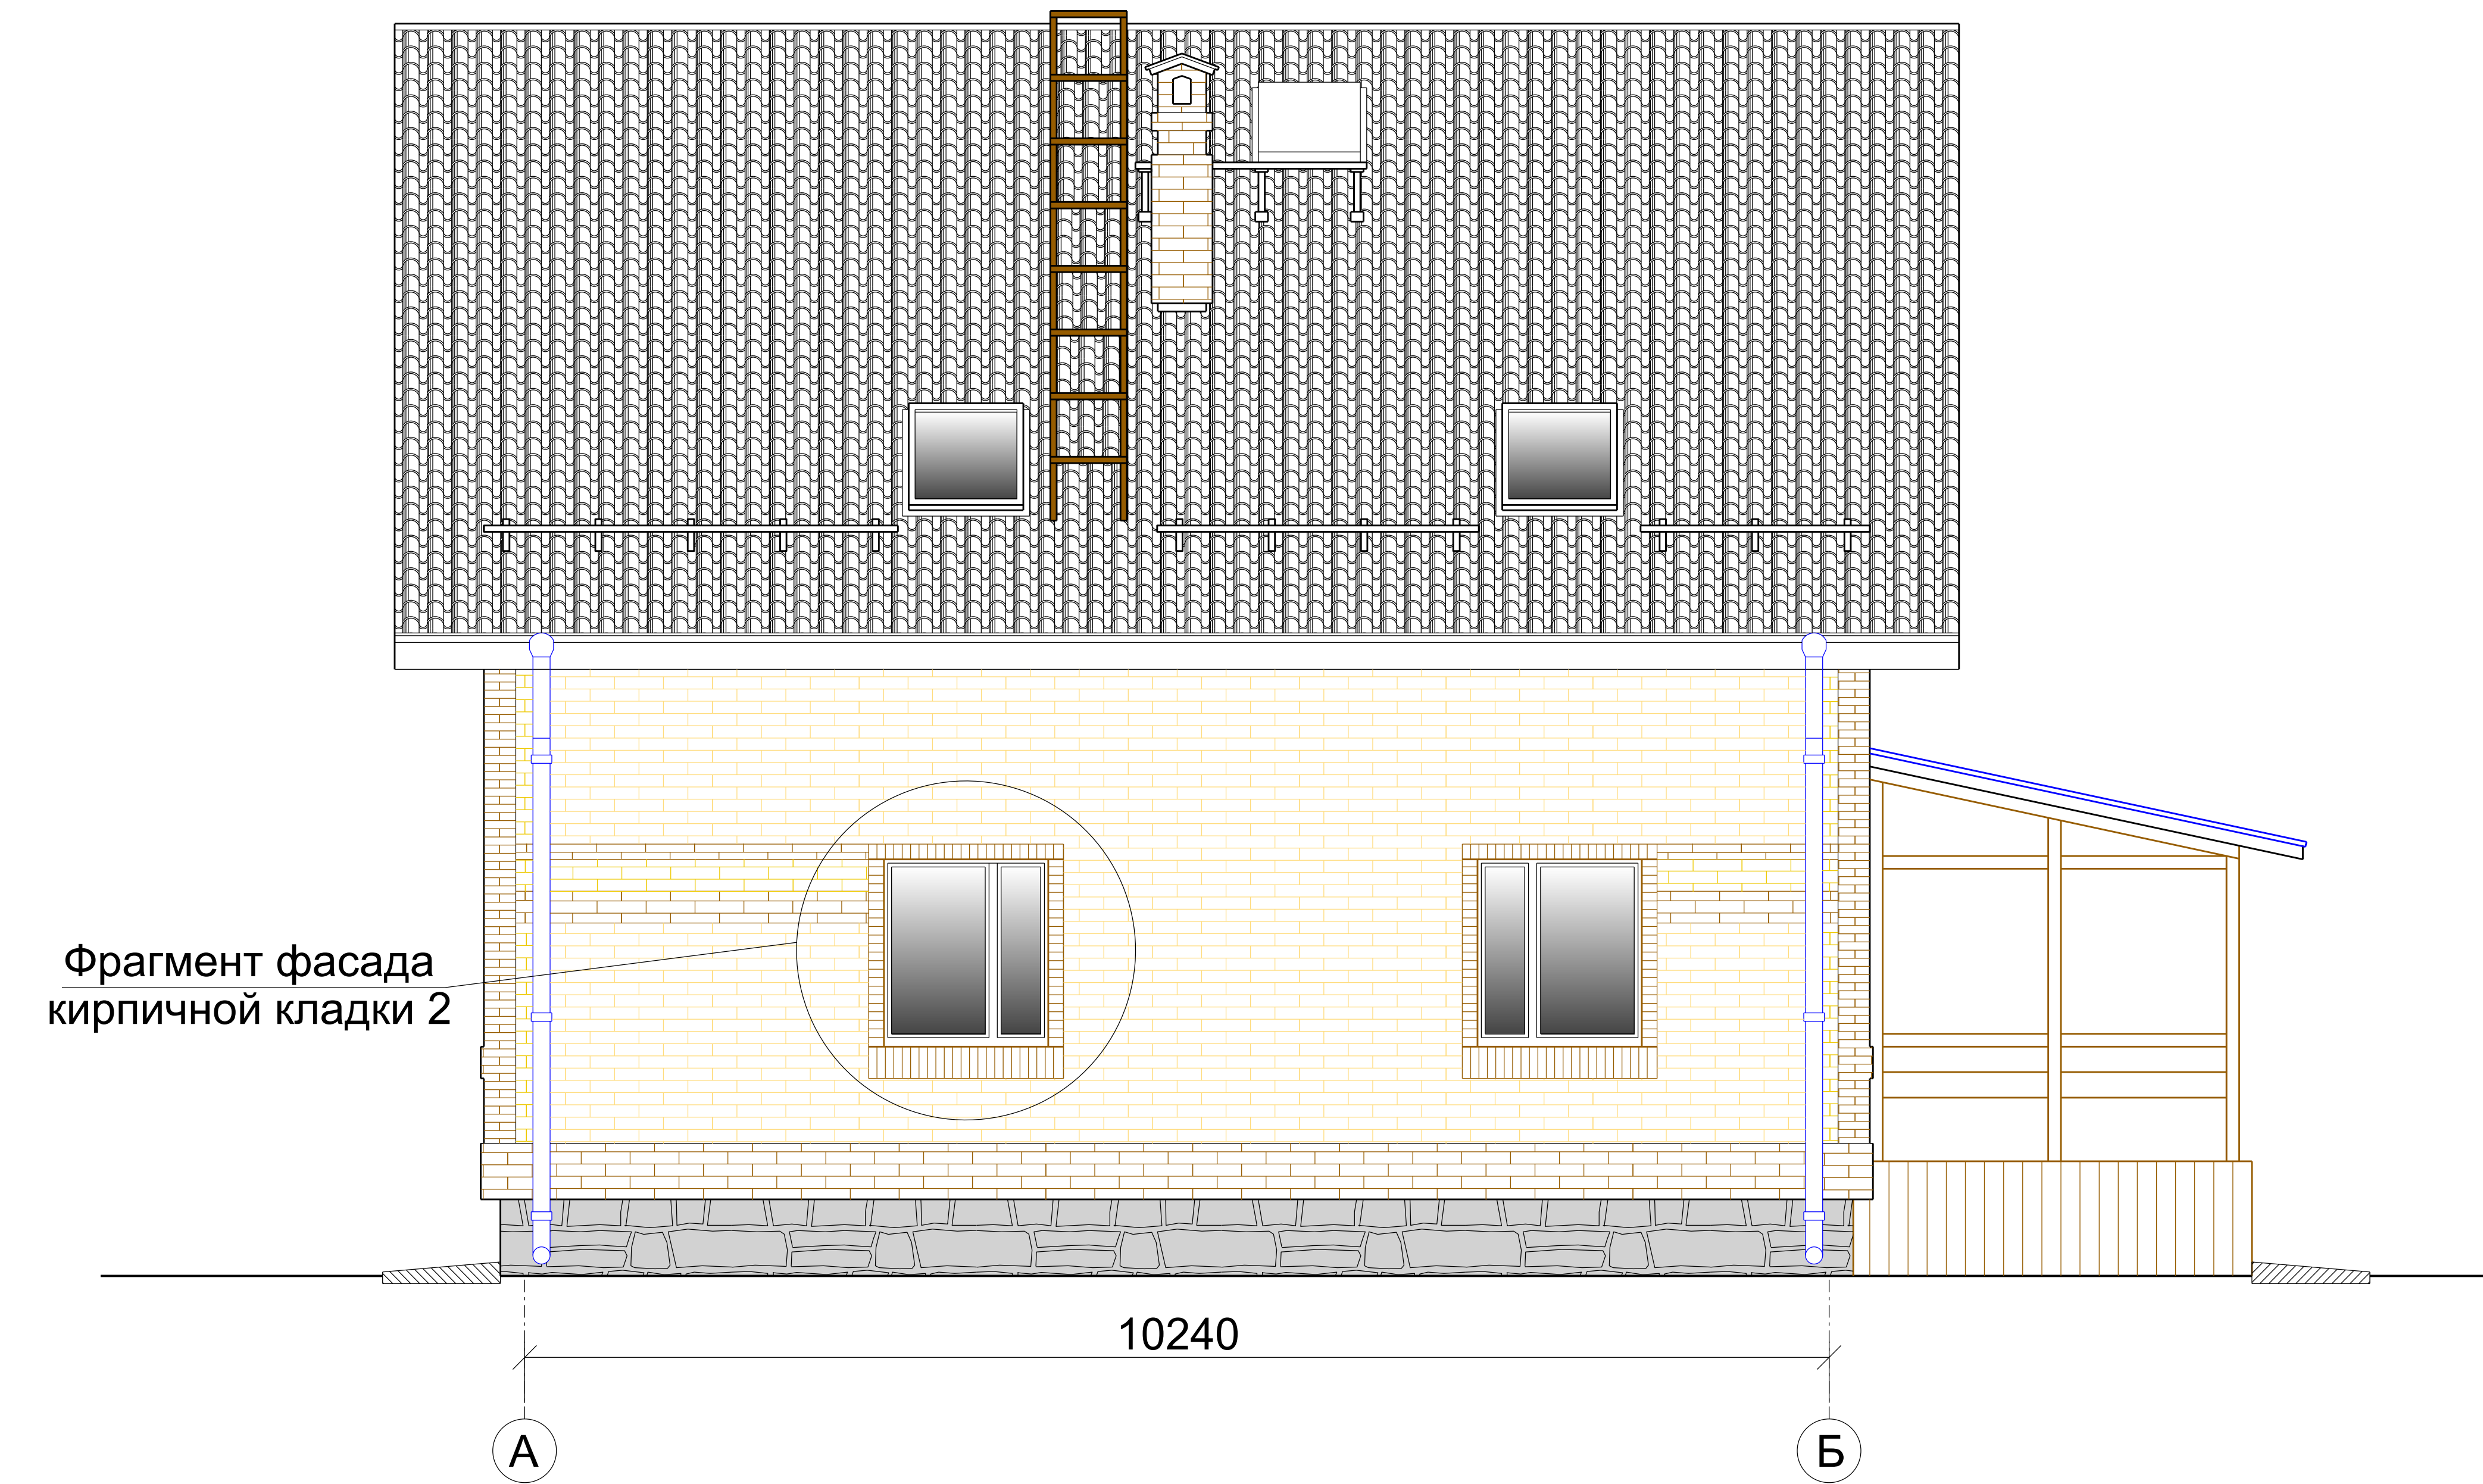 Фрагмент фасада
кирпичной кладки 2
10240
А
Б